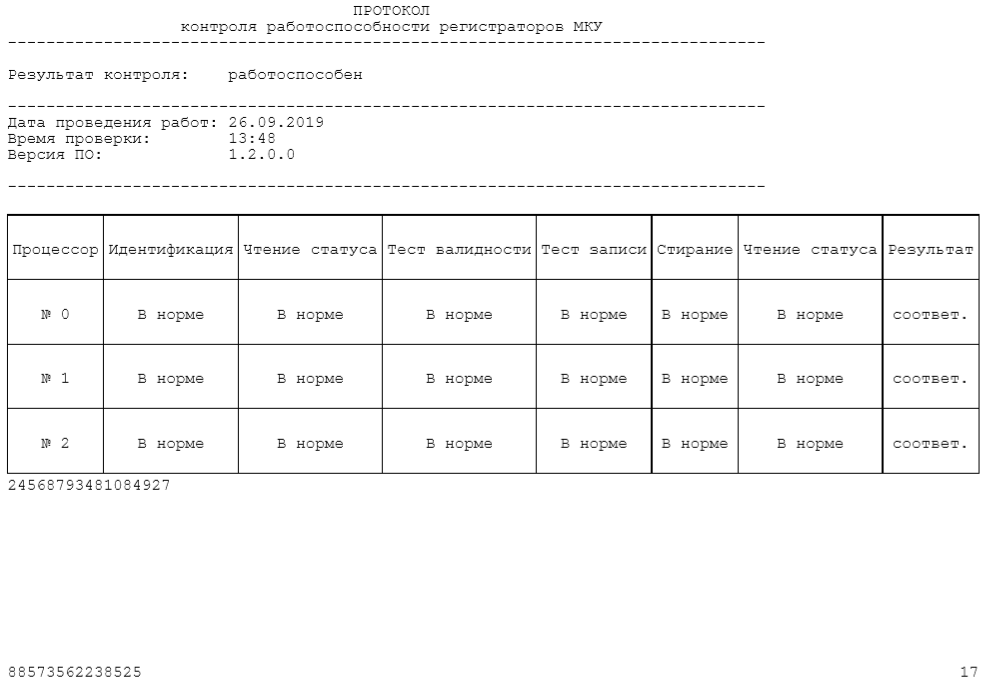 ПРОТОКОЛ
контроля работоспособности регистраторов МКУ
-------------------------------------------------------------------------------
Результат контроля: работоспособен
-------------------------------------------------------------------------------
Дата проведения работ: 26.09.2019
Время проверки: 13:48
Версия ПО: 1.2.0.0
-------------------------------------------------------------------------------
Процессор Идентификация Чтение статуса Тест валидности Тест записи Стирание Чтение статуса Результат
№ 0 В норме В норме В норме В норме В норме В норме соответ.
№ 1 В норме В норме В норме В норме В норме В норме соответ.
№ 2 В норме В норме В норме В норме В норме В норме соответ.
24568793481084927
88573562238525 17